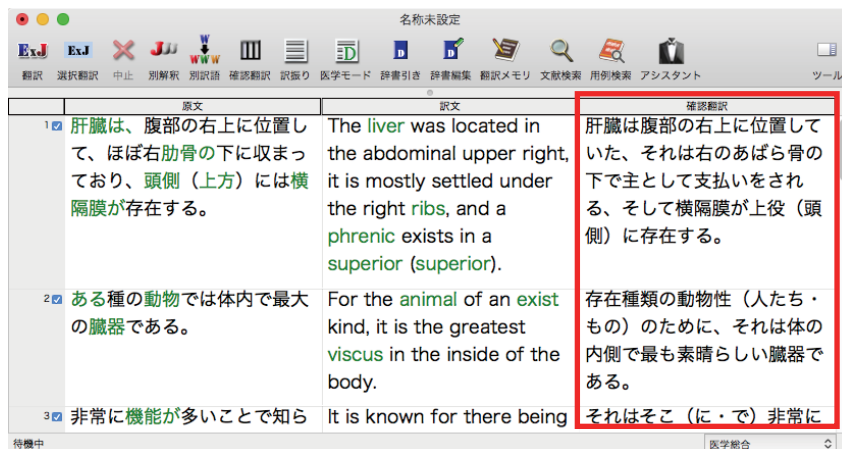 名称未設定
ExJ ExJ J W WWW D D
翻訳 選択翻訳 中止 別解釈 別訳語 確認翻訳 訳振り 医学モード 辞書引き 辞書編集 翻訳メモリ 文献検索 用例検索 アシスタント ツール
原文 訳文 確認翻訳
1
肝臓は、腹部の右上に位置し
て、ほぼ右肋骨の下に収まっ
ており、頭側（上方）には横
隔膜が存在する。
The liver was located in
the abdominal upper right,
it is mostly settled under
the right ribs, and a
phrenic exists in a
superior (superior).
肝臓は腹部の右上に位置して
いた、それは右のあばら骨の
下で主として支払いをされ
る、そして横隔膜が上役（頭
側）に存在する。
2
ある種の動物では体内で最大
の臓器である。
For the animal of an exist
kind, it is the greatest
viscus in the inside of the
body.
存在種類の動物性（人たち・
もの）のために、それは体の
内側で最も素晴らしい臓器で
ある。
3
非常に機能が多いことで知ら
It is known for there being
それはそこ（に・で）非常に
待機中
医学総合